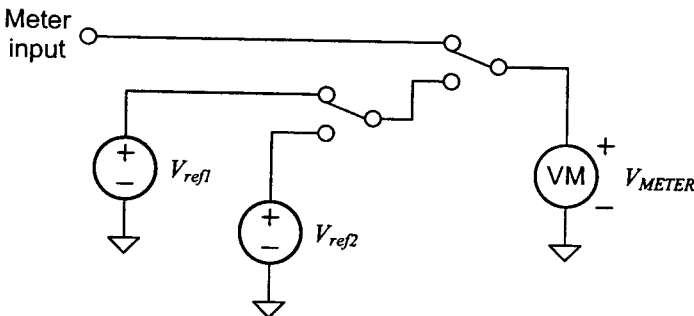 Meter
input
+
−
V_ref1
+
−
V_ref2
VM
+
−
V_METER